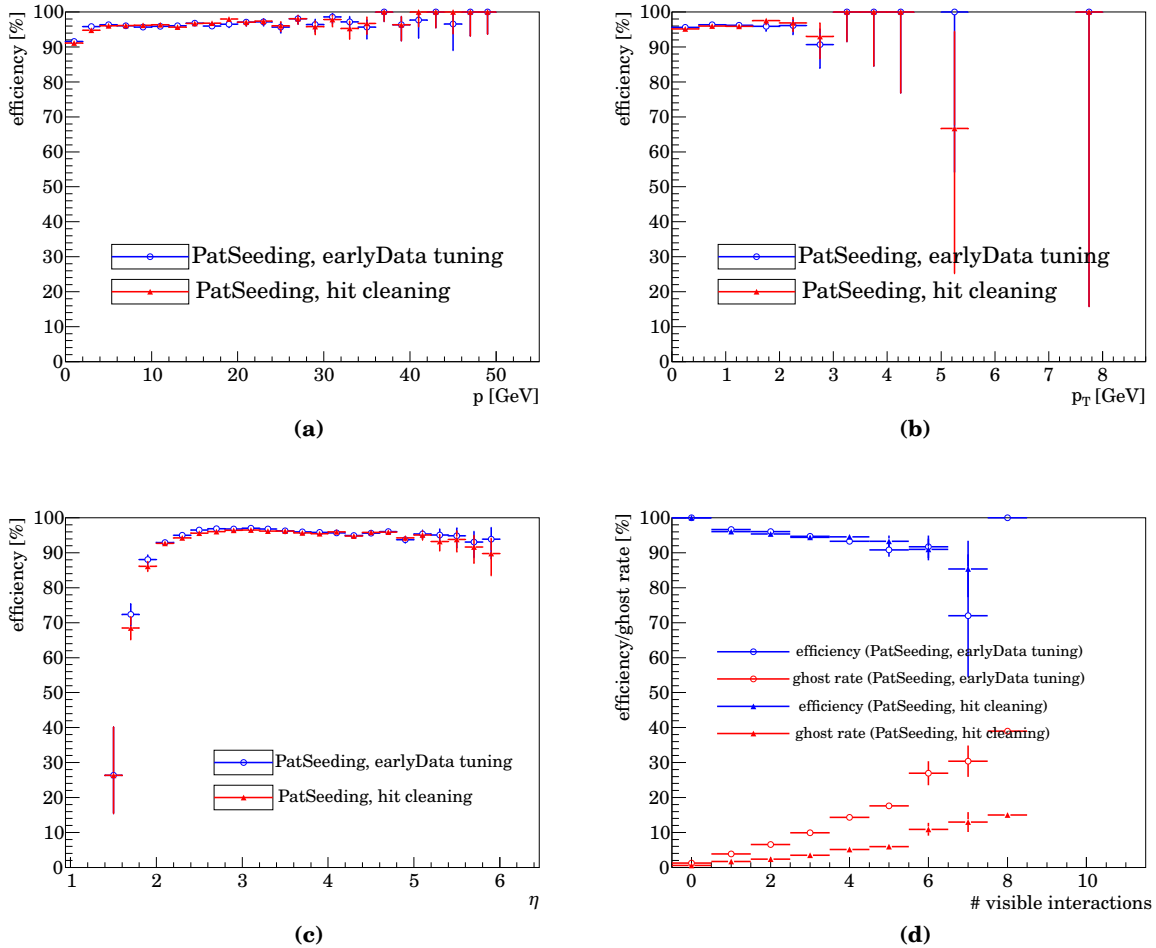 efficiency [%]
100
90
80
70
60
50
40
30
20
10
0
PatSeeding, earlyData tuning
PatSeeding, hit cleaning
0 10 20 30 40 50
p [GeV]
(a)
efficiency [%]
100
90
80
70
60
50
40
30
20
10
0
PatSeeding, earlyData tuning
PatSeeding, hit cleaning
0 1 2 3 4 5 6 7 8
p_T [GeV]
(b)
efficiency [%]
100
90
80
70
60
50
40
30
20
10
0
PatSeeding, earlyData tuning
PatSeeding, hit cleaning
1 2 3 4 5 6
η
(c)
efficiency/ghost rate [%]
100
90
80
70
60
50
40
30
20
10
0
efficiency (PatSeeding, earlyData tuning)
ghost rate (PatSeeding, earlyData tuning)
efficiency (PatSeeding, hit cleaning)
ghost rate (PatSeeding, hit cleaning)
0 2 4 6 8 10
# visible interactions
(d)